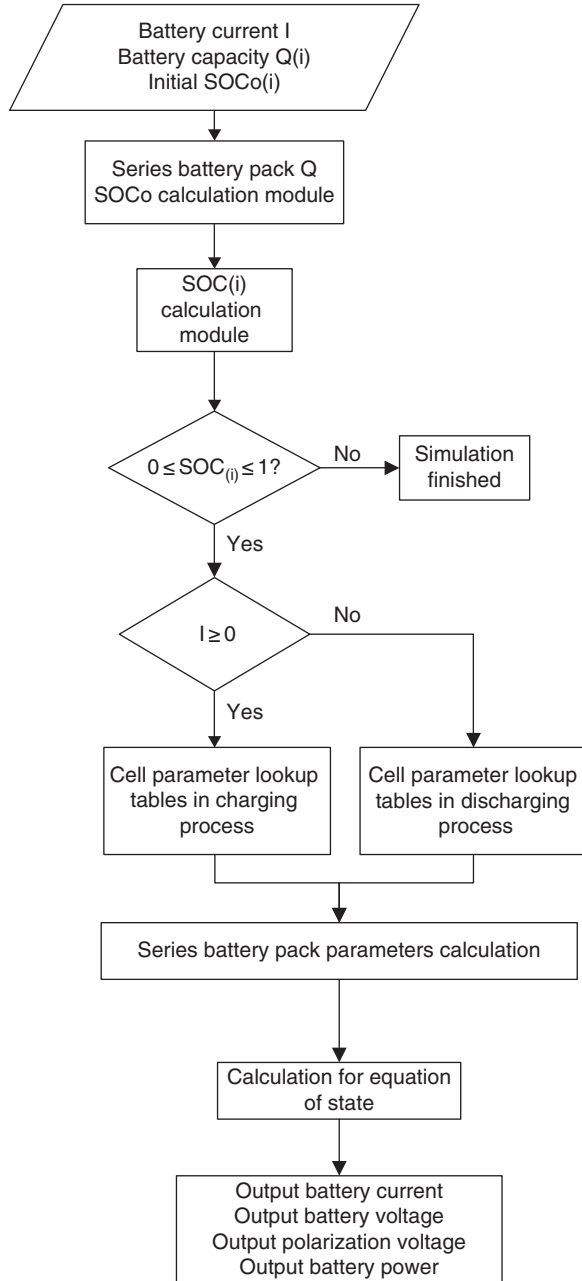 Battery current I
Battery capacity Q(i)
Initial SOCo(i)
Series battery pack Q
SOCo calculation module
SOC(i)
calculation
module
0 ≤ SOC(i) ≤ 1?
No
Simulation
finished
Yes
I ≥ 0
No
Yes
Cell parameter lookup
tables in charging
process
Cell parameter lookup
tables in discharging
process
Series battery pack parameters calculation
Calculation for equation
of state
Output battery current
Output battery voltage
Output polarization voltage
Output battery power